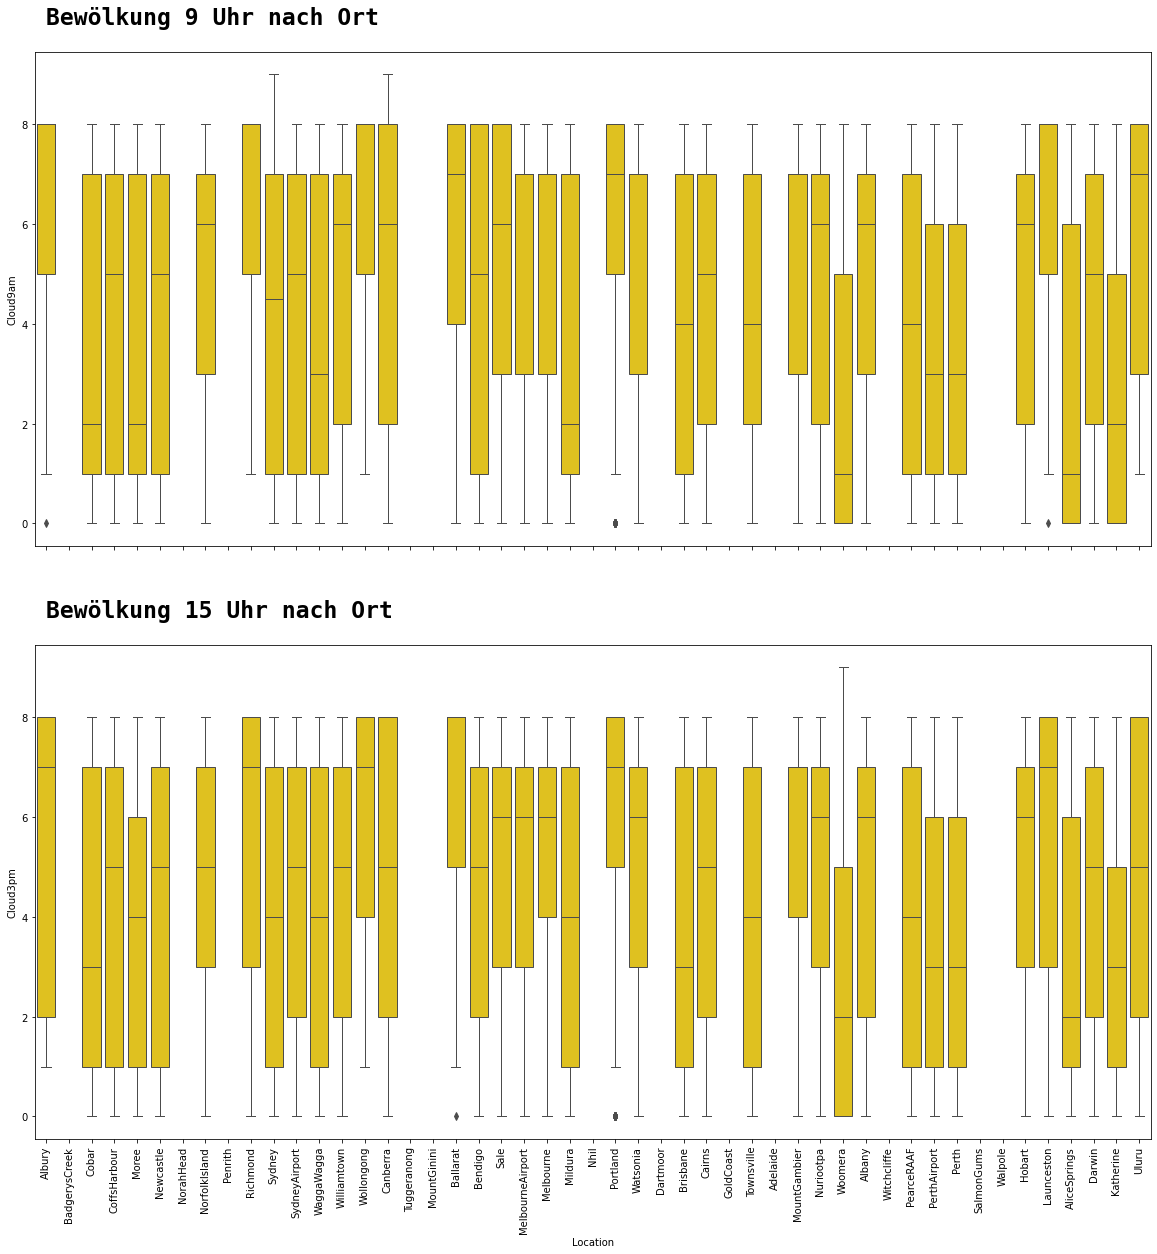 Bewölkung 9 Uhr nach Ort
8
6
4
2
0
Cloud9am
Bewölkung 15 Uhr nach Ort
8
6
4
2
0
Cloud3pm
Albury
BadgerysCreek
Cobar
CoffsHarbour
Moree
Newcastle
NorahHead
NorfolkIsland
Penrith
Richmond
Sydney
SydneyAirport
WaggaWagga
Williamtown
Wollongong
Canberra
Tuggeranong
MountGinini
Ballarat
Bendigo
Sale
MelbourneAirport
Melbourne
Mildura
Nhil
Portland
Watsonia
Dartmoor
Brisbane
Cairns
GoldCoast
Townsville
Adelaide
MountGambier
Nuriootpa
Woomera
Albany
Witchcliffe
PearceRAAF
PerthAirport
Perth
SalmonGums
Walpole
Hobart
Launceston
AliceSprings
Darwin
Katherine
Uluru
Location